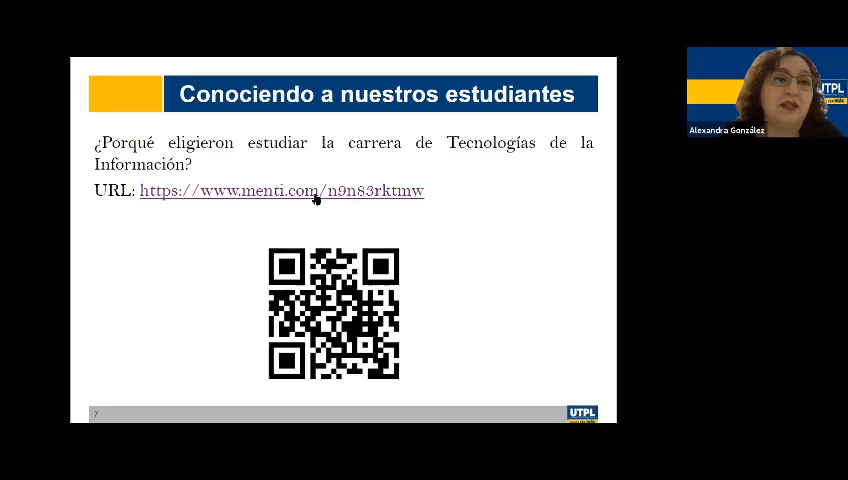 Conociendo a nuestros estudiantes
¿Porqué eligieron estudiar la carrera de Tecnologías de la
Información?
URL: https://www.menti.com/n9n83rktmw
7
UTPL
UTPL
Alexandra González